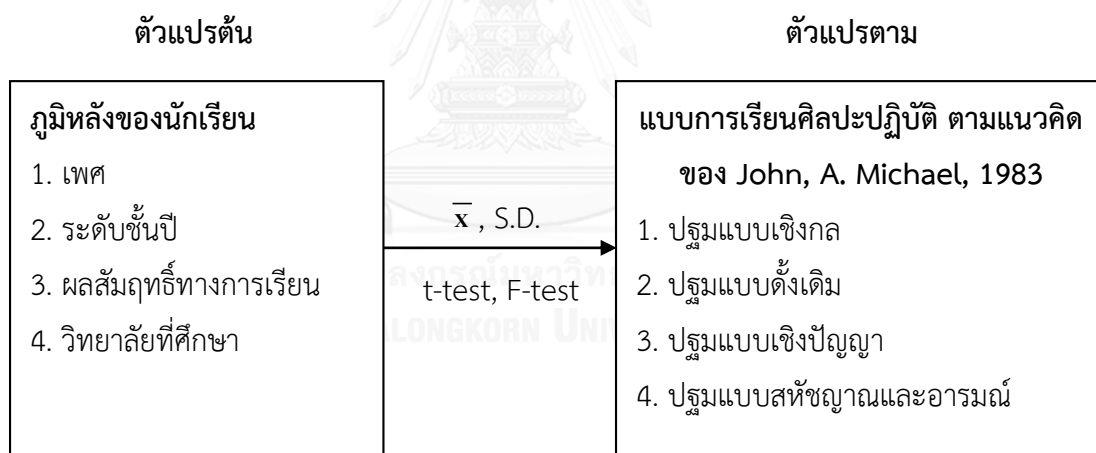 ตัวแปรต้น
ตัวแปรตาม
ภูมิหลังของนักเรียน
1. เพศ
2. ระดับชั้นปี
3. ผลสัมฤทธิ์ทางการเรียน
4. วิทยาลัยที่ศึกษา
x̄ , S.D.
t-test, F-test
แบบการเรียนศิลปะปฏิบัติ ตามแนวคิด
ของ John, A. Michael, 1983
1. ปฐมแบบเชิงกล
2. ปฐมแบบดั้งเดิม
3. ปฐมแบบเชิงปัญญา
4. ปฐมแบบสหัชญาณและอารมณ์